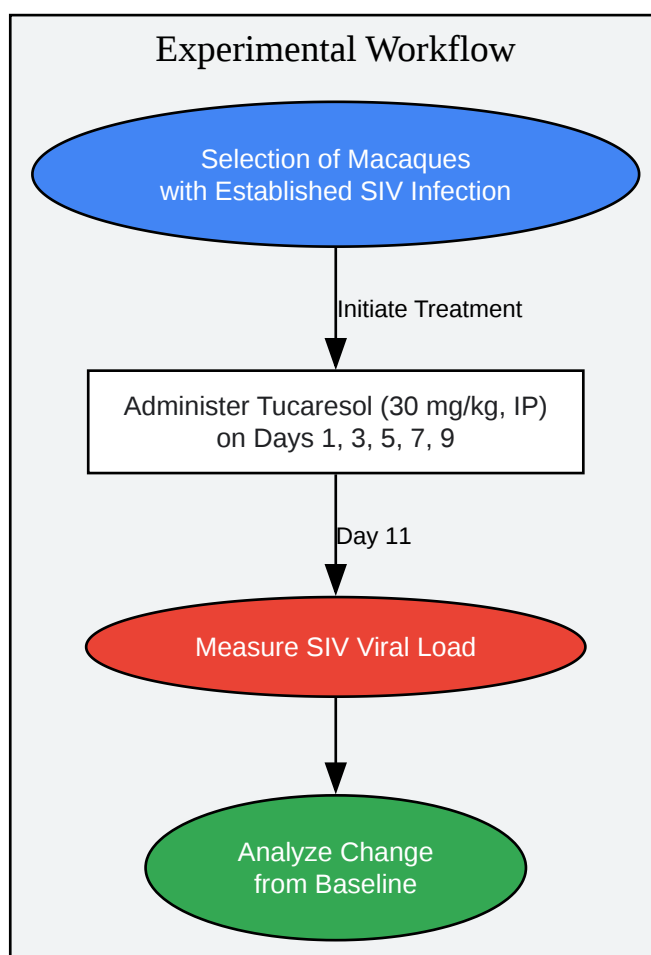 Experimental Workflow
Selection of Macaques
with Established SIV Infection
Initiate Treatment
Administer Tucaresol (30 mg/kg, IP)
on Days 1, 3, 5, 7, 9
Day 11
Measure SIV Viral Load
Analyze Change
from Baseline